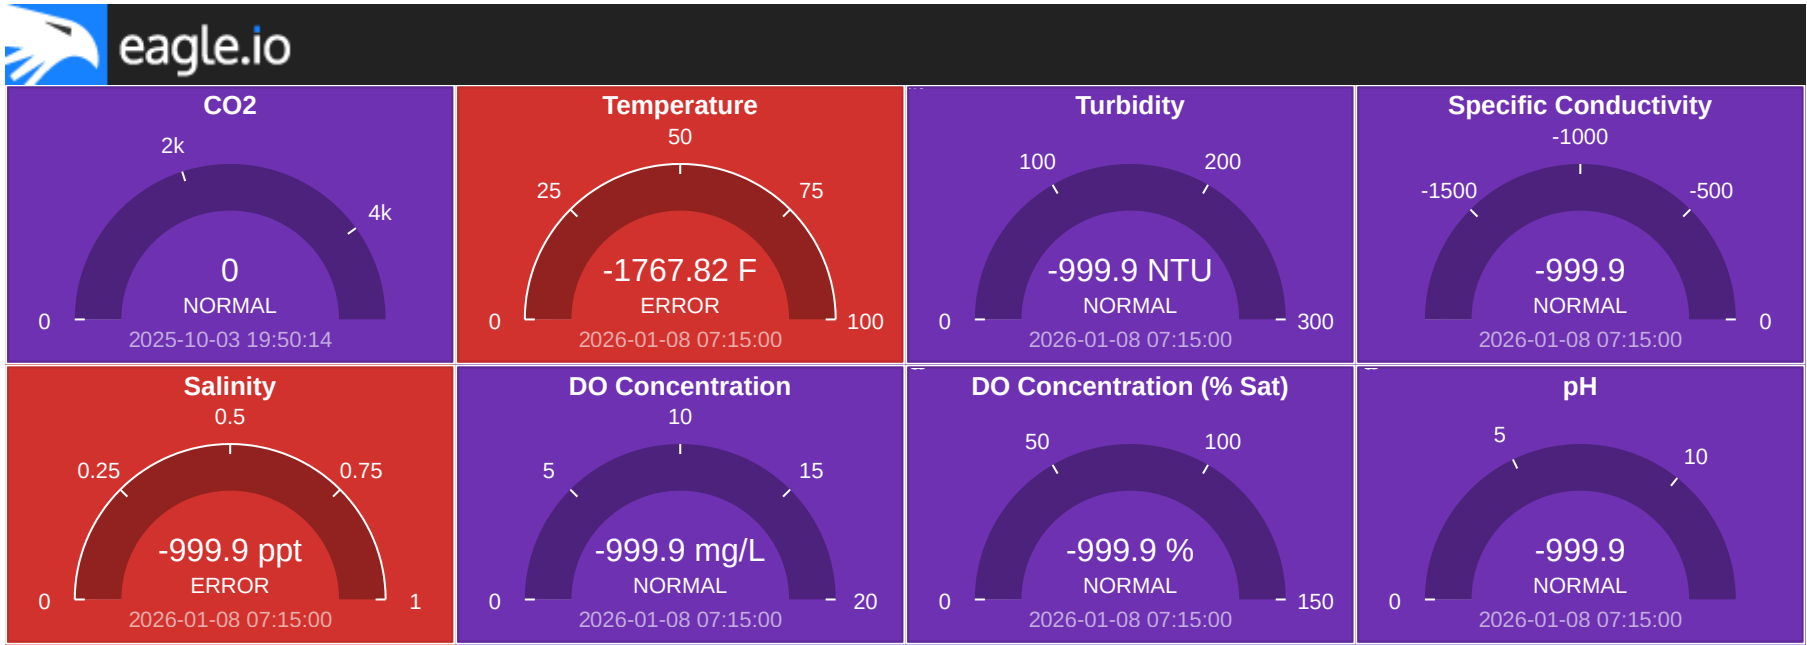 eagle.io
CO2
2k
4k
0
NORMAL
0
2025-10-03 19:50:14
Temperature
50
25
75
-1767.82 F
ERROR
0
100
2026-01-08 07:15:00
Turbidity
100
200
-999.9 NTU
NORMAL
0
300
2026-01-08 07:15:00
Specific Conductivity
-1000
-1500
-500
-999.9
NORMAL
0
2026-01-08 07:15:00
Salinity
0.5
0.25
0.75
-999.9 ppt
ERROR
0
1
2026-01-08 07:15:00
DO Concentration
10
5
15
-999.9 mg/L
NORMAL
0
20
2026-01-08 07:15:00
DO Concentration (% Sat)
50
100
-999.9 %
NORMAL
0
150
2026-01-08 07:15:00
pH
5
10
-999.9
NORMAL
0
2026-01-08 07:15:00